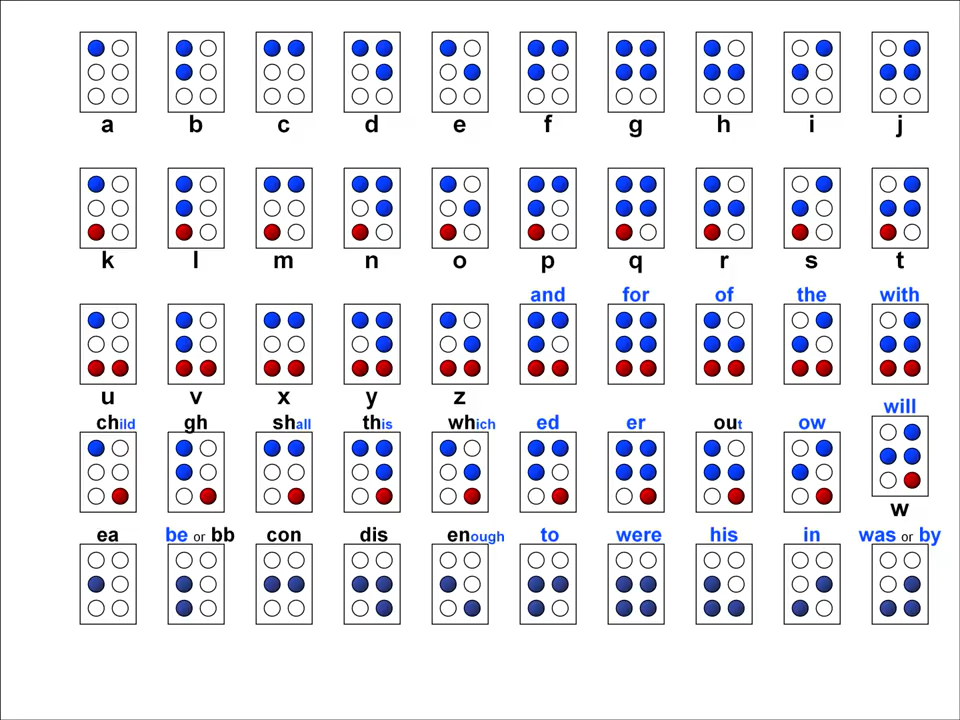 a b c d e f g h i j
k l m n o p q r s t
and for of the with
u v x y z
will
child gh shall this which ed er out ow
w
ea be or bb con dis enough to were his in was or by